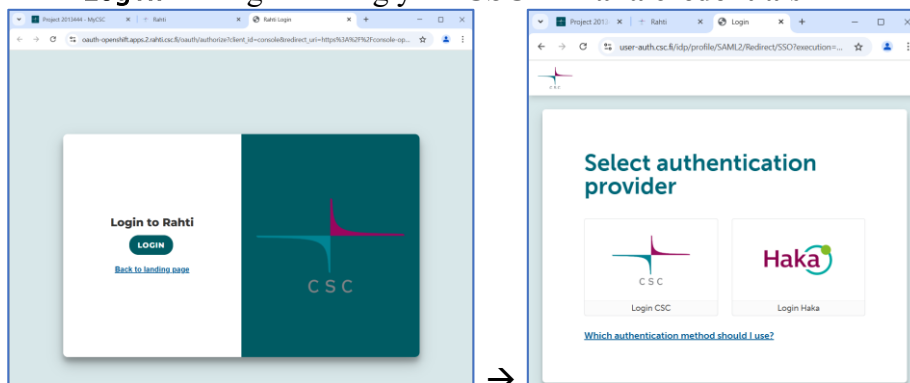 Project 2013444 - MyCSC
Rahti
Rahti Login
oauth-openshift.apps.2.rahti.csc.fi/oauth/authorize?client_id=console&redirect_uri=https%3A%2F%2Fconsole-op...
Login to Rahti
LOGIN
Back to landing page
CSC
→
Project 2013
Rahti
Login
user-auth.csc.fi/idp/profile/SAML2/Redirect/SSO?execution=...
CSC
Select authentication
provider
CSC
Login CSC
Haka
Login Haka
Which authentication method should I use?